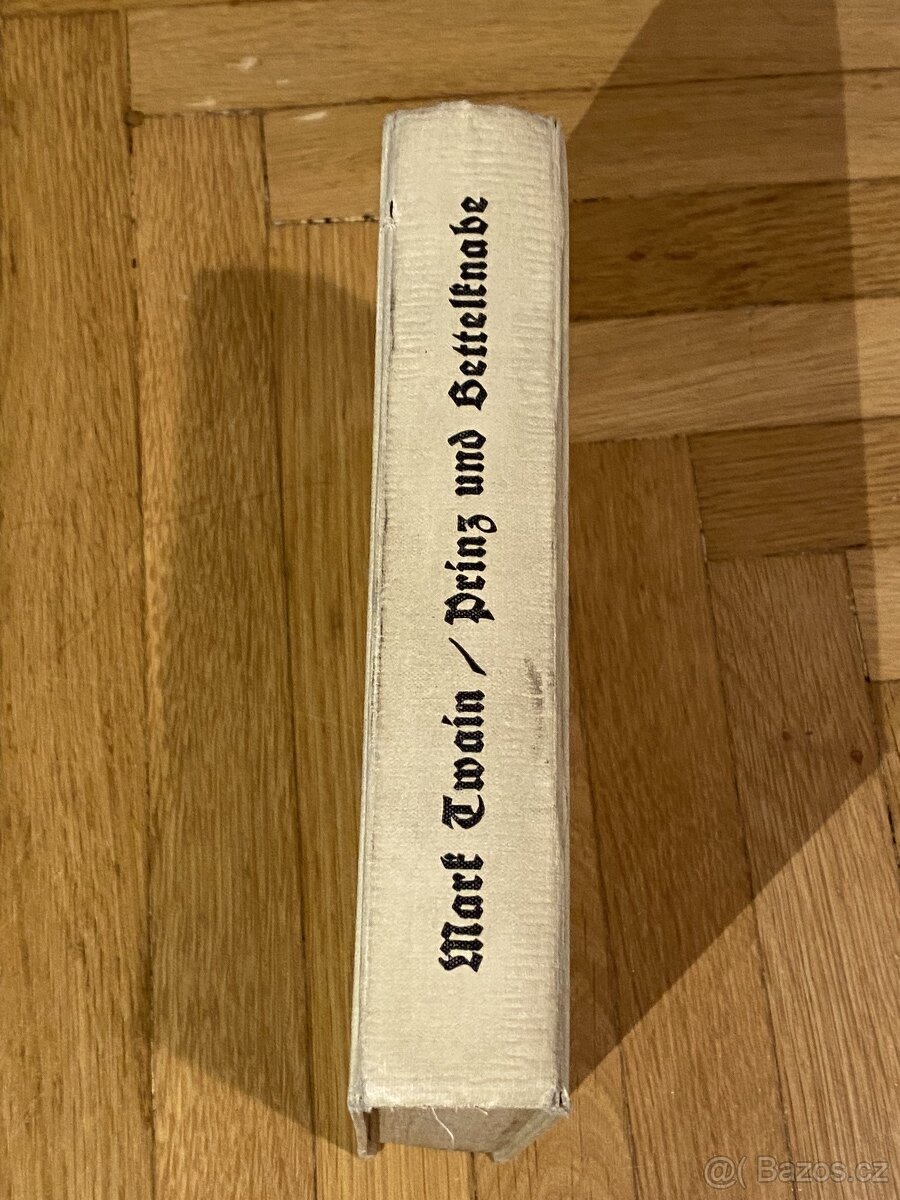 Mark Twain / Prinz und Bettelknabe
@( Bazos.cz